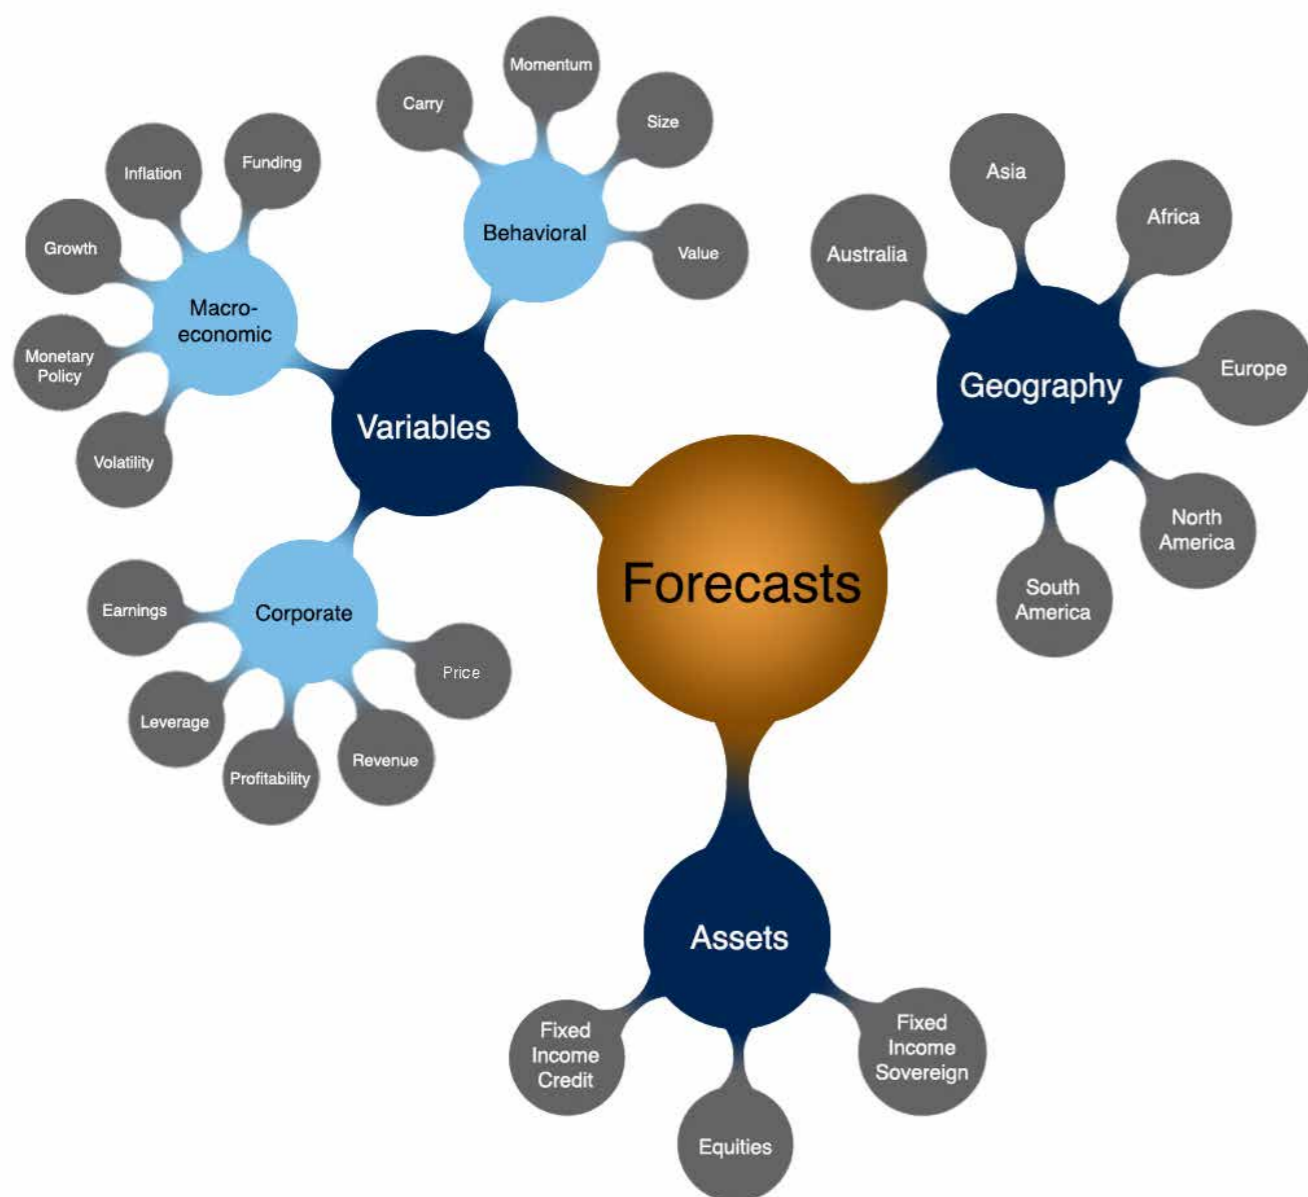 Momentum
Carry
Size
Behavioral
Value
Inflation
Funding
Growth
Macro-
economic
Monetary
Policy
Volatility
Variables
Asia
Africa
Australia
Geography
Europe
North
America
South
America
Forecasts
Earnings
Corporate
Price
Leverage
Revenue
Profitability
Assets
Fixed
Income
Credit
Equities
Fixed
Income
Sovereign